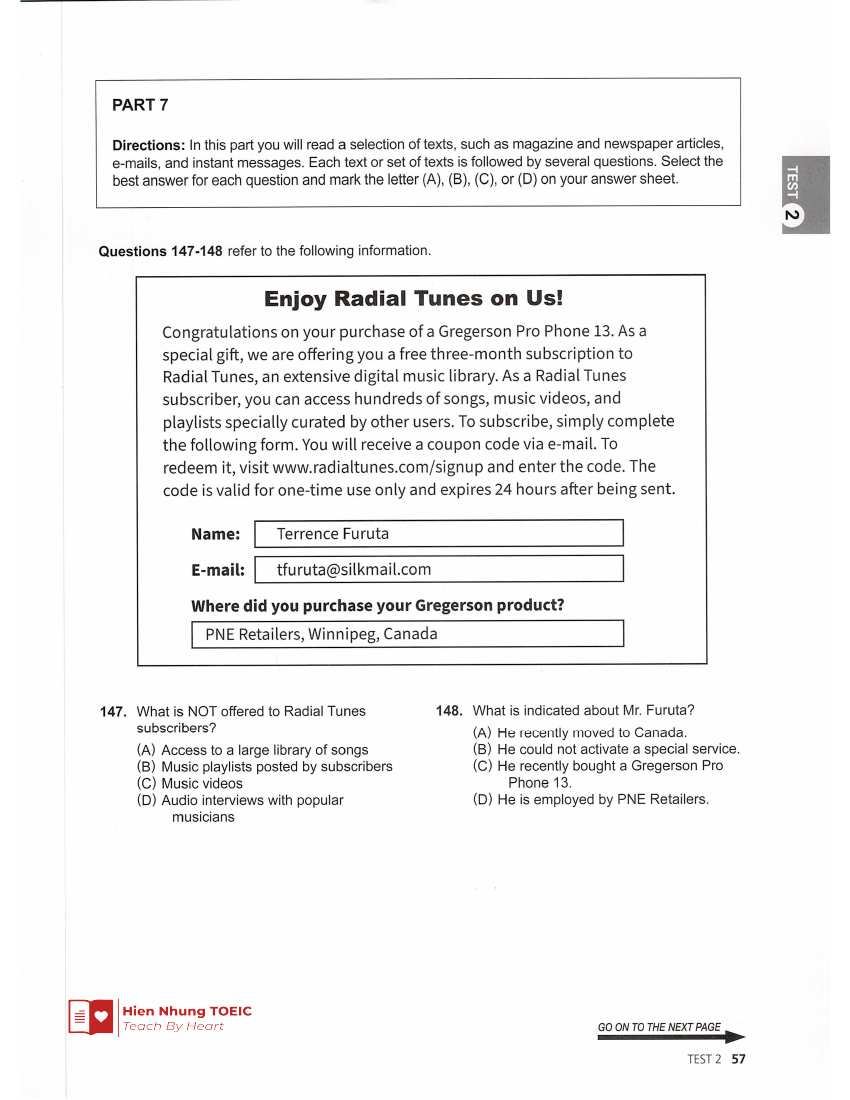 PART 7
Directions: In this part you will read a selection of texts, such as magazine and newspaper articles,
e-mails, and instant messages. Each text or set of texts is followed by several questions. Select the
best answer for each question and mark the letter (A), (B), (C), or (D) on your answer sheet.
TEST 2
Questions 147-148 refer to the following information.
Enjoy Radial Tunes on Us!
Congratulations on your purchase of a Gregerson Pro Phone 13. As a
special gift, we are offering you a free three-month subscription to
Radial Tunes, an extensive digital music library. As a Radial Tunes
subscriber, you can access hundreds of songs, music videos, and
playlists specially curated by other users. To subscribe, simply complete
the following form. You will receive a coupon code via e-mail. To
redeem it, visit www.radialtunes.com/signup and enter the code. The
code is valid for one-time use only and expires 24 hours after being sent.
Name: Terrence Furuta
E-mail: tfuruta@silkmail.com
Where did you purchase your Gregerson product?
PNE Retailers, Winnipeg, Canada
147. What is NOT offered to Radial Tunes
subscribers?
(A) Access to a large library of songs
(B) Music playlists posted by subscribers
(C) Music videos
(D) Audio interviews with popular
musicians
148. What is indicated about Mr. Furuta?
(A) He recently moved to Canada.
(B) He could not activate a special service.
(C) He recently bought a Gregerson Pro
Phone 13.
(D) He is employed by PNE Retailers.
Hien Nhung TOEIC
Teach By Heart
GO ON TO THE NEXT PAGE
TEST 2 57